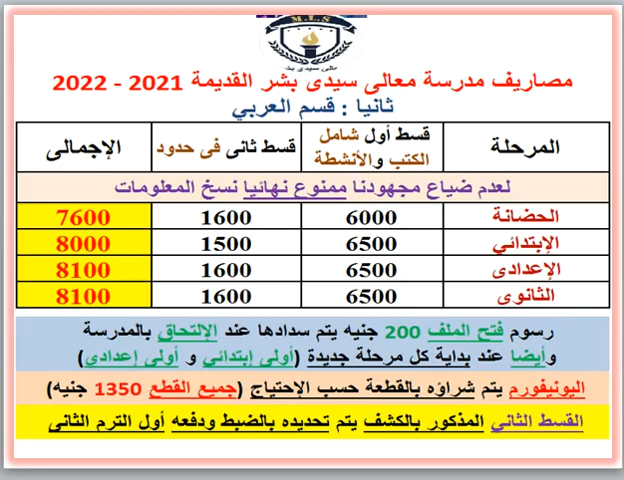 M.L.S
مصاريف مدرسة معالى سيدى بشر القديمة 2021 - 2022
ثانيا : قسم العربي
المرحلة قسط أول شامل الكتب والأنشطة قسط ثانى فى حدود الإجمالى
لعدم ضياع مجهودنا ممنوع نهائيا نسخ المعلومات
الحضانة 6000 1600 7600
الإبتدائي 6500 1500 8000
الإعدادى 6500 1600 8100
الثانوى 6500 1600 8100
رسوم فتح الملف 200 جنيه يتم سدادها عند الإلتحاق بالمدرسة
وأيضا عند بداية كل مرحلة جديدة (أولي إبتدائي و أولي إعدادي)
اليونيفورم يتم شراؤه بالقطعة حسب الإحتياج (جميع القطع 1350 جنيه)
القسط الثاني المذكور بالكشف يتم تحديده بالضبط ودفعه أول الترم الثانى